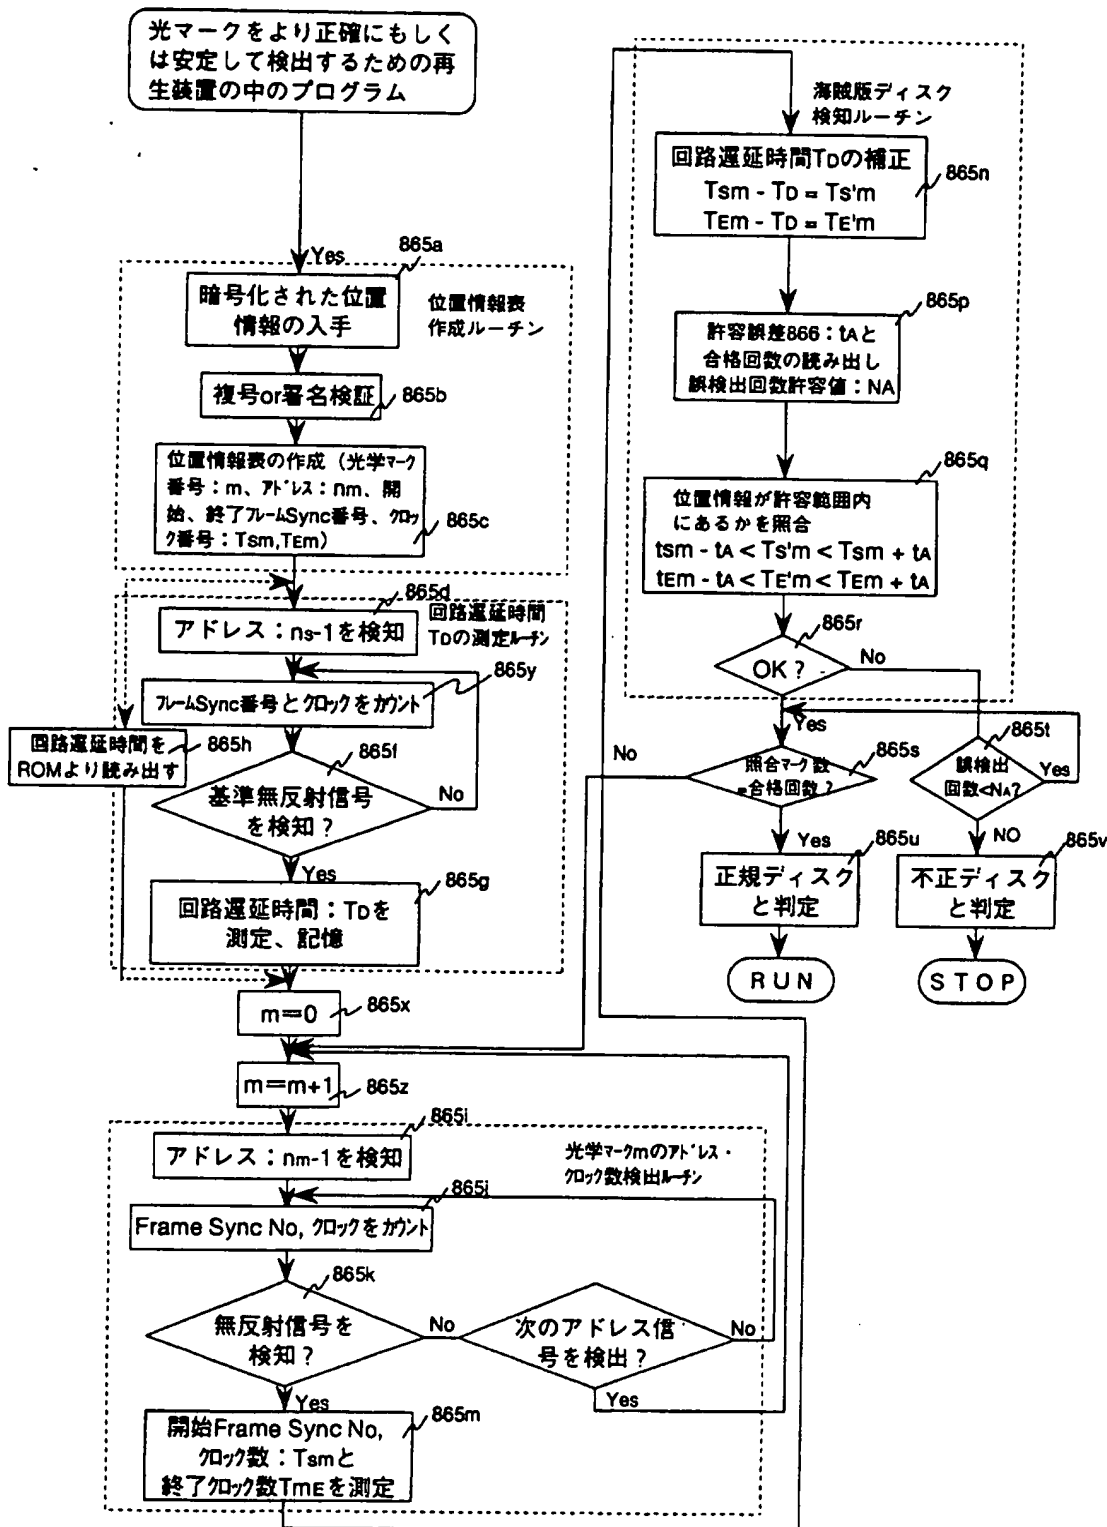 光マークをより正確にもしく
は安定して検出するための再
生装置の中のプログラム
Yes
865a
暗号化された位置
情報の入手
位置情報表
作成ルーチン
複号or署名検証
865b
位置情報表の作成（光学マーク
番号：m、アドレス：nm、開
始、終了フレームSync番号、クロッ
ク番号：Tsm,TEm）
865c
865d
回路遅延時間
TDの測定ルーチン
アドレス：ns-1を検知
865y
フレームSync番号とクロックをカウント
回路遅延時間を
ROMより読み出す
865h
865f
基準無反射信号
を検知？
No
Yes
865g
回路遅延時間：TDを
測定、記憶
m＝0
865x
m＝m+1
865z
865i
アドレス：nm-1を検知
光学マークmのアドレス・
クロック数検出ルーチン
865j
Frame Sync No, クロックをカウント
865k
無反射信号を
検知？
No
次のアドレス信
号を検出？
No
Yes
Yes
865m
開始Frame Sync No,
クロック数：Tsmと
終了クロック数TmEを測定
海賊版ディスク
検知ルーチン
回路遅延時間TDの補正
Tsm - TD = Ts'm
TEm - TD = TE'm
865n
865p
許容誤差866：tAと
合格回数の読み出し
誤検出回数許容値：NA
865q
位置情報が許容範囲内
にあるかを照合
tsm - tA < Ts'm < Tsm + tA
tEm - tA < TE'm < TEm + tA
865r
OK？
No
Yes
No
照合マーク数
=合格回数？
865s
865t
誤検出
回数<NA？
Yes
Yes
865u
NO
865v
正規ディスク
と判定
不正ディスク
と判定
RUN
STOP